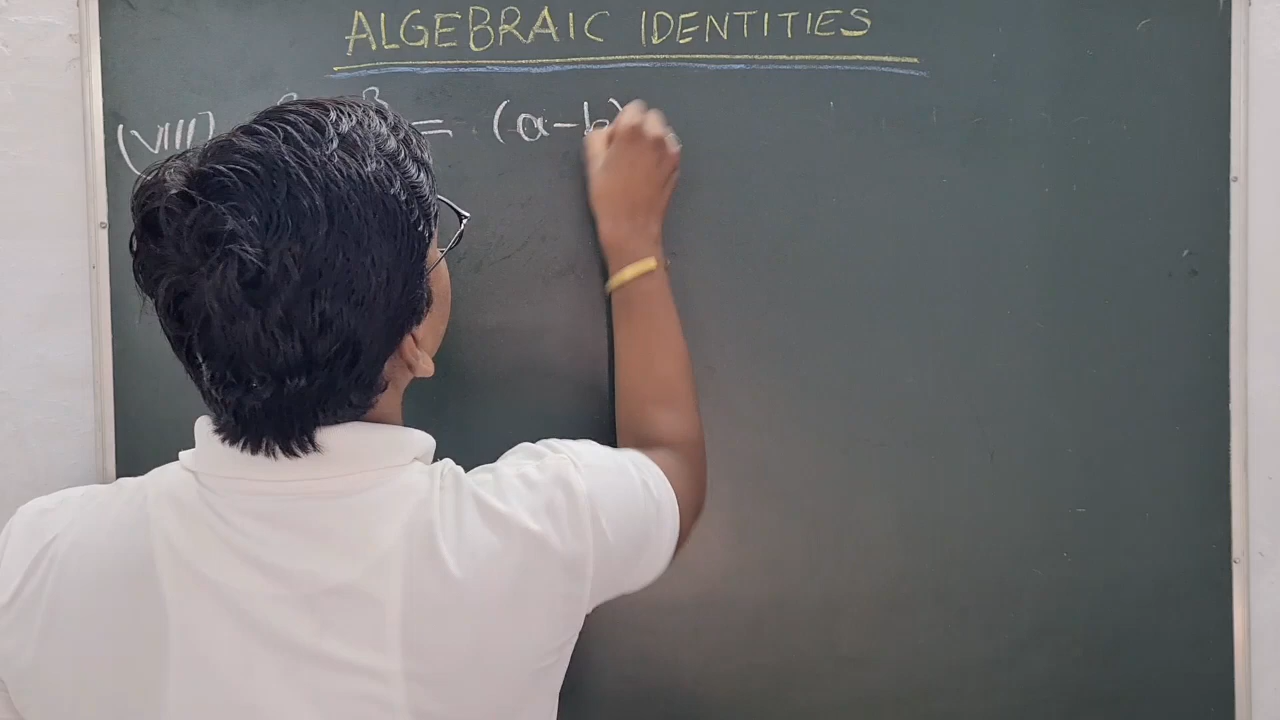 ALGEBRAIC IDENTITIES
(VIII) = (a-b)